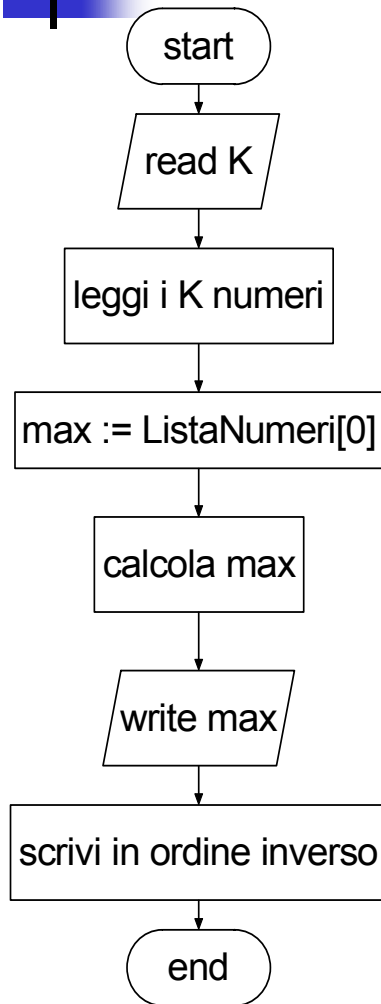 start
read K
leggi i K numeri
max := ListaNumeri[0]
calcola max
write max
scrivi in ordine inverso
end